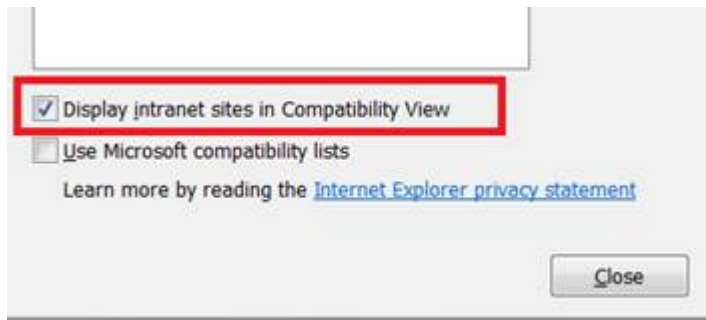 Display intranet sites in Compatibility View
Use Microsoft compatibility lists
Learn more by reading the Internet Explorer privacy statement
Close